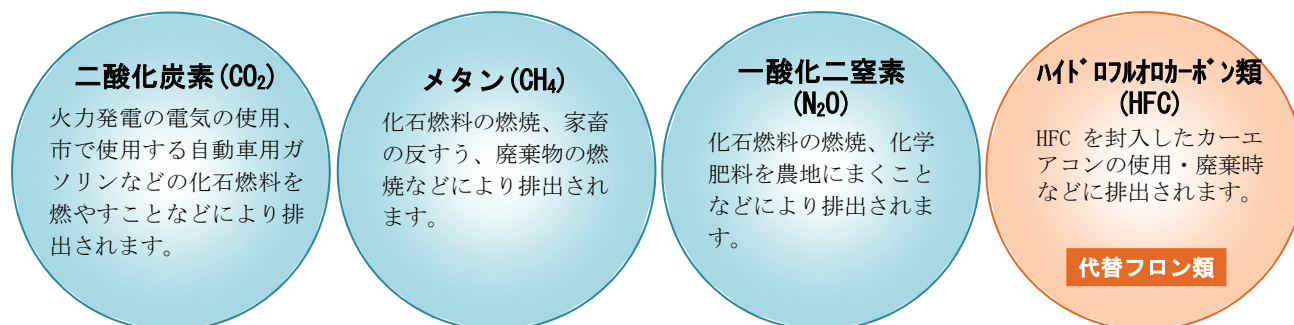 二酸化炭素(CO₂)
火力発電の電気の使用、
市で使用する自動車用ガ
ソリンなどの化石燃料を
燃やすことなどにより排
出されます。
メタン(CH₄)
化石燃料の燃焼、家畜
の反すう、廃棄物の燃
焼などにより排出され
ます。
一酸化二窒素
(N₂O)
化石燃料の燃焼、化学
肥料を農地にまくこと
などにより排出されま
す。
ﾊｲﾄﾞﾛﾌﾙｵﾛｶｰﾎﾞﾝ類
(HFC)
HFC を封入したカーエ
アコンの使用・廃棄時
などに排出されます。
代替フロン類